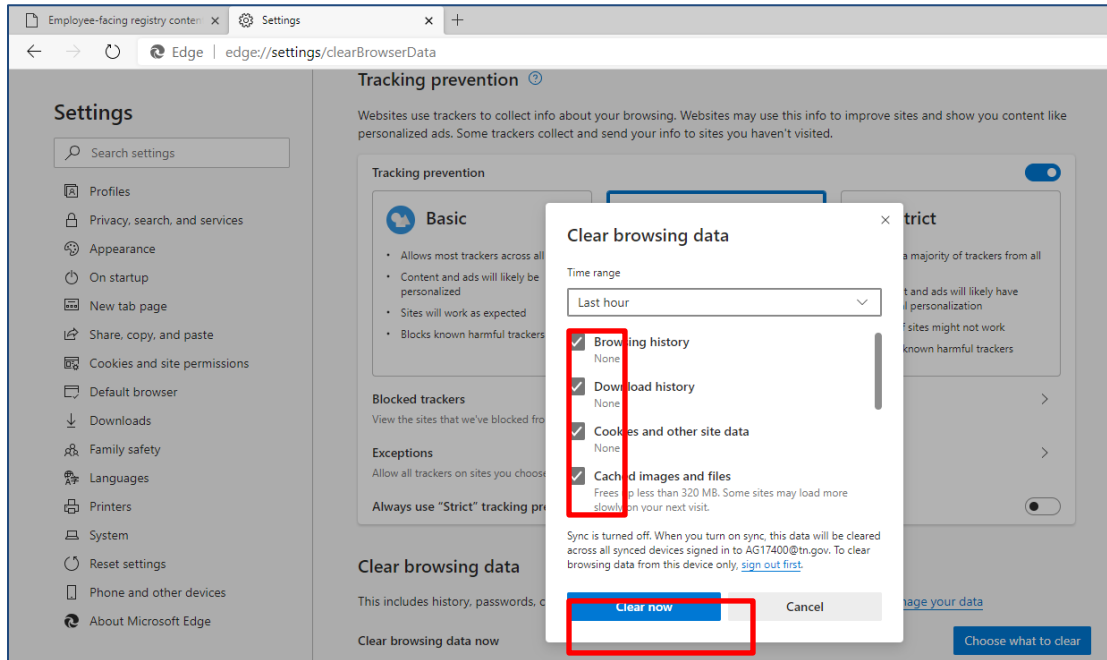 Employee-facing registry conten
Settings
Edge | edge://settings/clearBrowserData
Settings
Search settings
Profiles
Privacy, search, and services
Appearance
On startup
New tab page
Share, copy, and paste
Cookies and site permissions
Default browser
Downloads
Family safety
Languages
Printers
System
Reset settings
Phone and other devices
About Microsoft Edge
Tracking prevention
Websites use trackers to collect info about your browsing. Websites may use this info to improve sites and show you content like
personalized ads. Some trackers collect and send your info to sites you haven't visited.
Tracking prevention
Basic
• Allows most trackers across all
• Content and ads will likely be
personalized
• Sites will work as expected
• Blocks known harmful trackers
trict
a majority of trackers from all
t and ads will likely have
l personalization
f sites might not work
known harmful trackers
Blocked trackers
View the sites that we've blocked fro
Exceptions
Allow all trackers on sites you choose
Always use "Strict" tracking pr
Clear browsing data
This includes history, passwords, c
nage your data
Clear browsing data now
Choose what to clear
Clear browsing data
Time range
Last hour
Browsing history
None
Download history
None
Cookies and other site data
None
Cached images and files
Frees up less than 320 MB. Some sites may load more
slowly on your next visit.
Sync is turned off. When you turn on sync, this data will be cleared
across all synced devices signed in to AG17400@tn.gov. To clear
browsing data from this device only, sign out first.
Clear now
Cancel